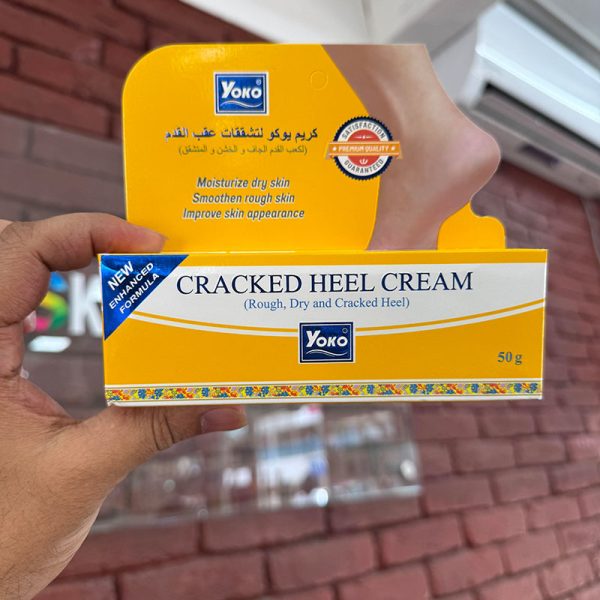 YOKO®
كريم يوكو لتشققات عقب القدم
(لكعب القدم الجاف و الخشن و المتشقق)
SATISFACTION
★ PREMIUM QUALITY ★
GUARANTEED
Moisturize dry skin
Smoothen rough skin
Improve skin appearance
NEW
ENHANCED
FORMULA
CRACKED HEEL CREAM
(Rough, Dry and Cracked Heel)
YOKO®
50 g